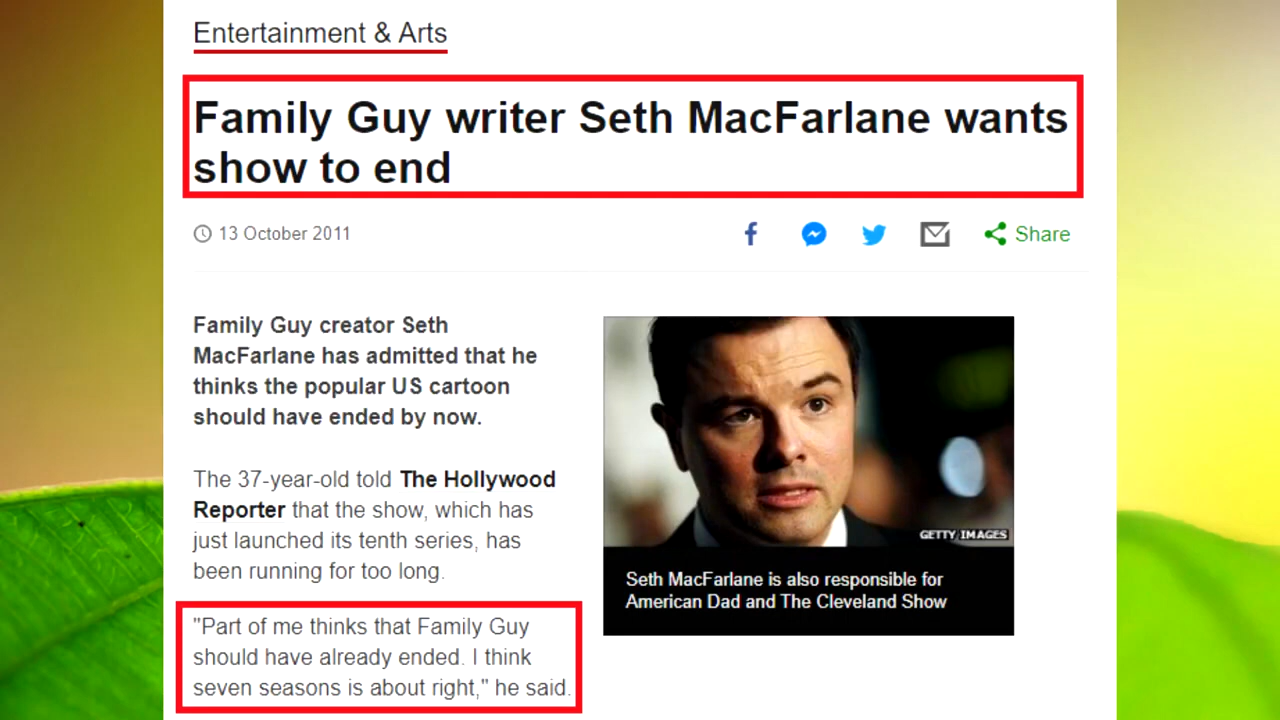 Entertainment & Arts
Family Guy writer Seth MacFarlane wants
show to end
13 October 2011
Share
Family Guy creator Seth
MacFarlane has admitted that he
thinks the popular US cartoon
should have ended by now.
The 37-year-old told The Hollywood
Reporter that the show, which has
just launched its tenth series, has
been running for too long.
"Part of me thinks that Family Guy
should have already ended. I think
seven seasons is about right," he said.
GETTY IMAGES
Seth MacFarlane is also responsible for
American Dad and The Cleveland Show